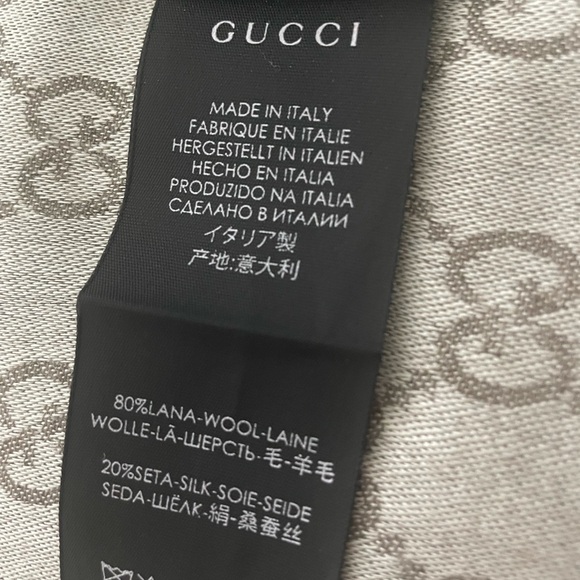 GUCCI
MADE IN ITALY
FABRIQUE EN ITALIE
HERGESTELLT IN ITALIEN
HECHO EN ITALIA
PRODUZIDO NA ITALIA
СДЕЛАНО В ИТАЛИИ
イタリア製
产地:意大利
80%LANA-WOOL-LAINE
WOLLE-LÃ-ШЕРСТЬ-毛-羊毛
20%SETA-SILK-SOIE-SEIDE
SEDA-ШЁЛК-絹-桑蚕丝